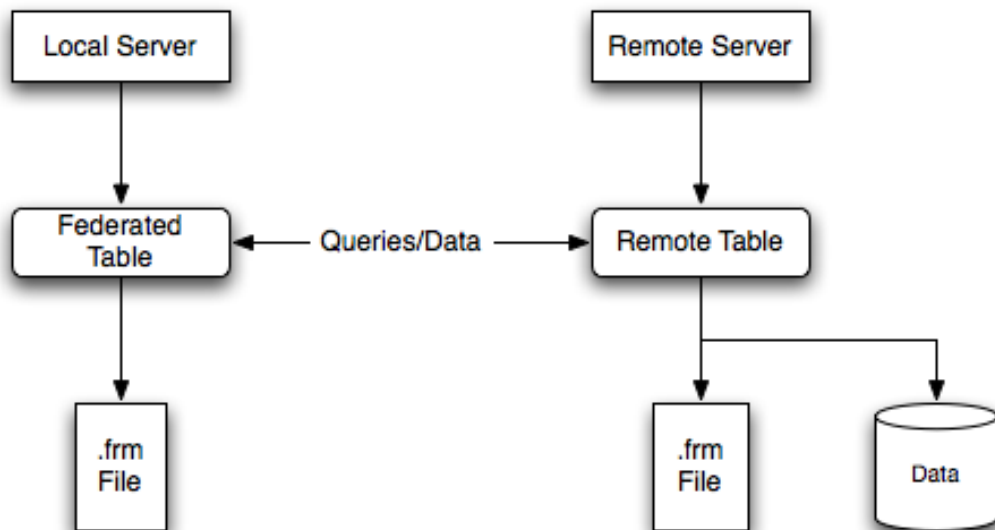 Local Server
Remote Server
Federated
Table
Queries/Data
Remote Table
.frm
File
.frm
File
Data